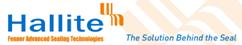 Hallite
Fenner Advanced Sealing Technologies
The Solution Behind the Seal